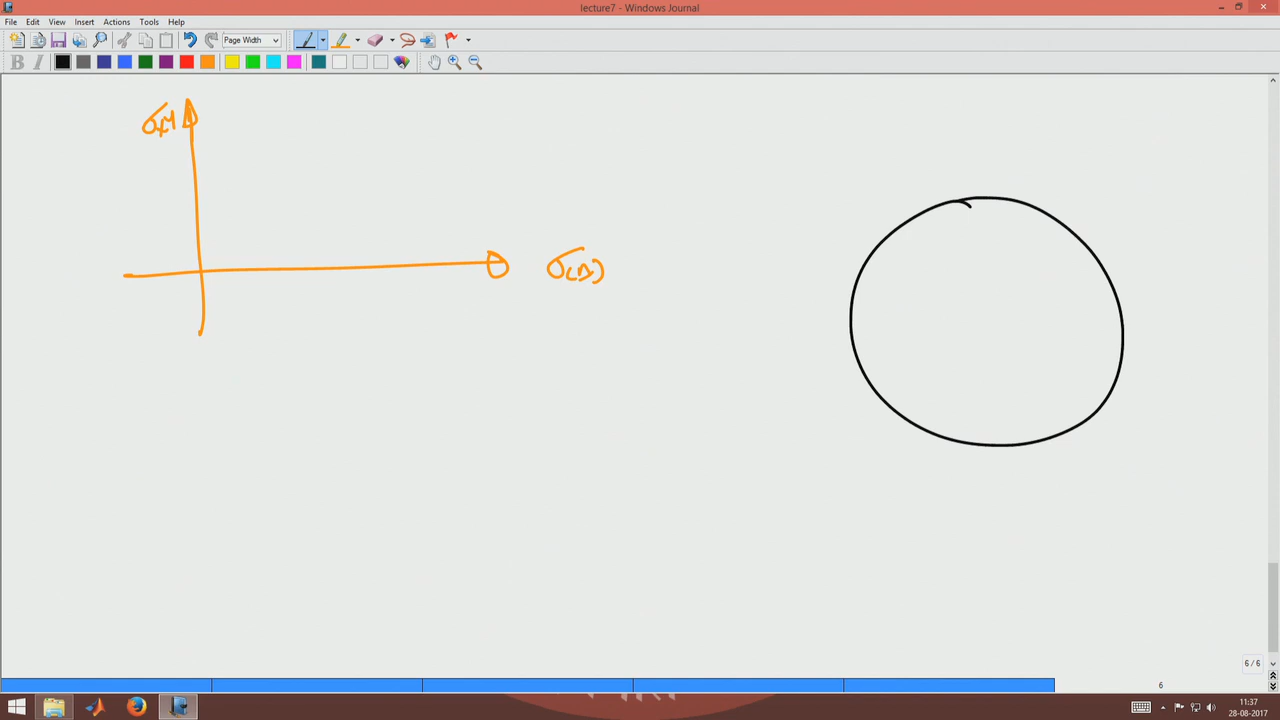 lecture7 - Windows Journal
File Edit View Insert Actions Tools Help
Page Width
B I
σ(n)
6 / 6
6
11:37
28-08-2017